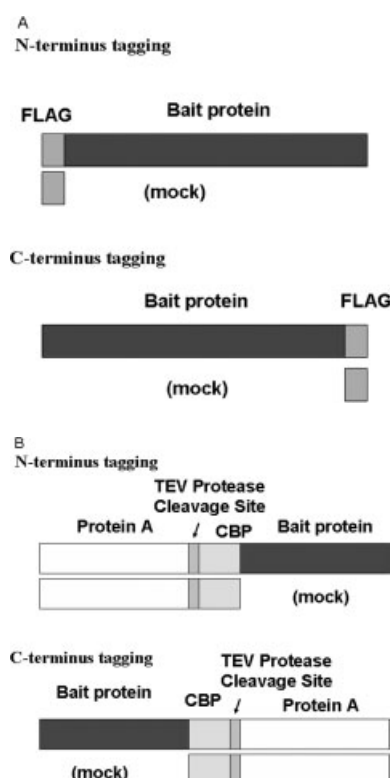 A
N-terminus tagging
FLAG
Bait protein
(mock)
C-terminus tagging
Bait protein
FLAG
(mock)
B
N-terminus tagging
TEV Protease
Cleavage Site
Protein A
CBP
Bait protein
(mock)
C-terminus tagging
TEV Protease
Cleavage Site
Bait protein
CBP
Protein A
(mock)